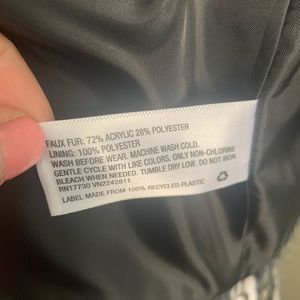 FAUX FUR: 72% ACRYLIC 28% POLYESTER
LINING: 100% POLYESTER
WASH BEFORE WEAR. MACHINE WASH COLD.
GENTLE CYCLE WITH LIKE COLORS. ONLY NON-CHLORINE
BLEACH WHEN NEEDED. TUMBLE DRY LOW. DO NOT IRON.
RN17730 VN2242811
LABEL MADE FROM 100% RECYCLED PLASTIC